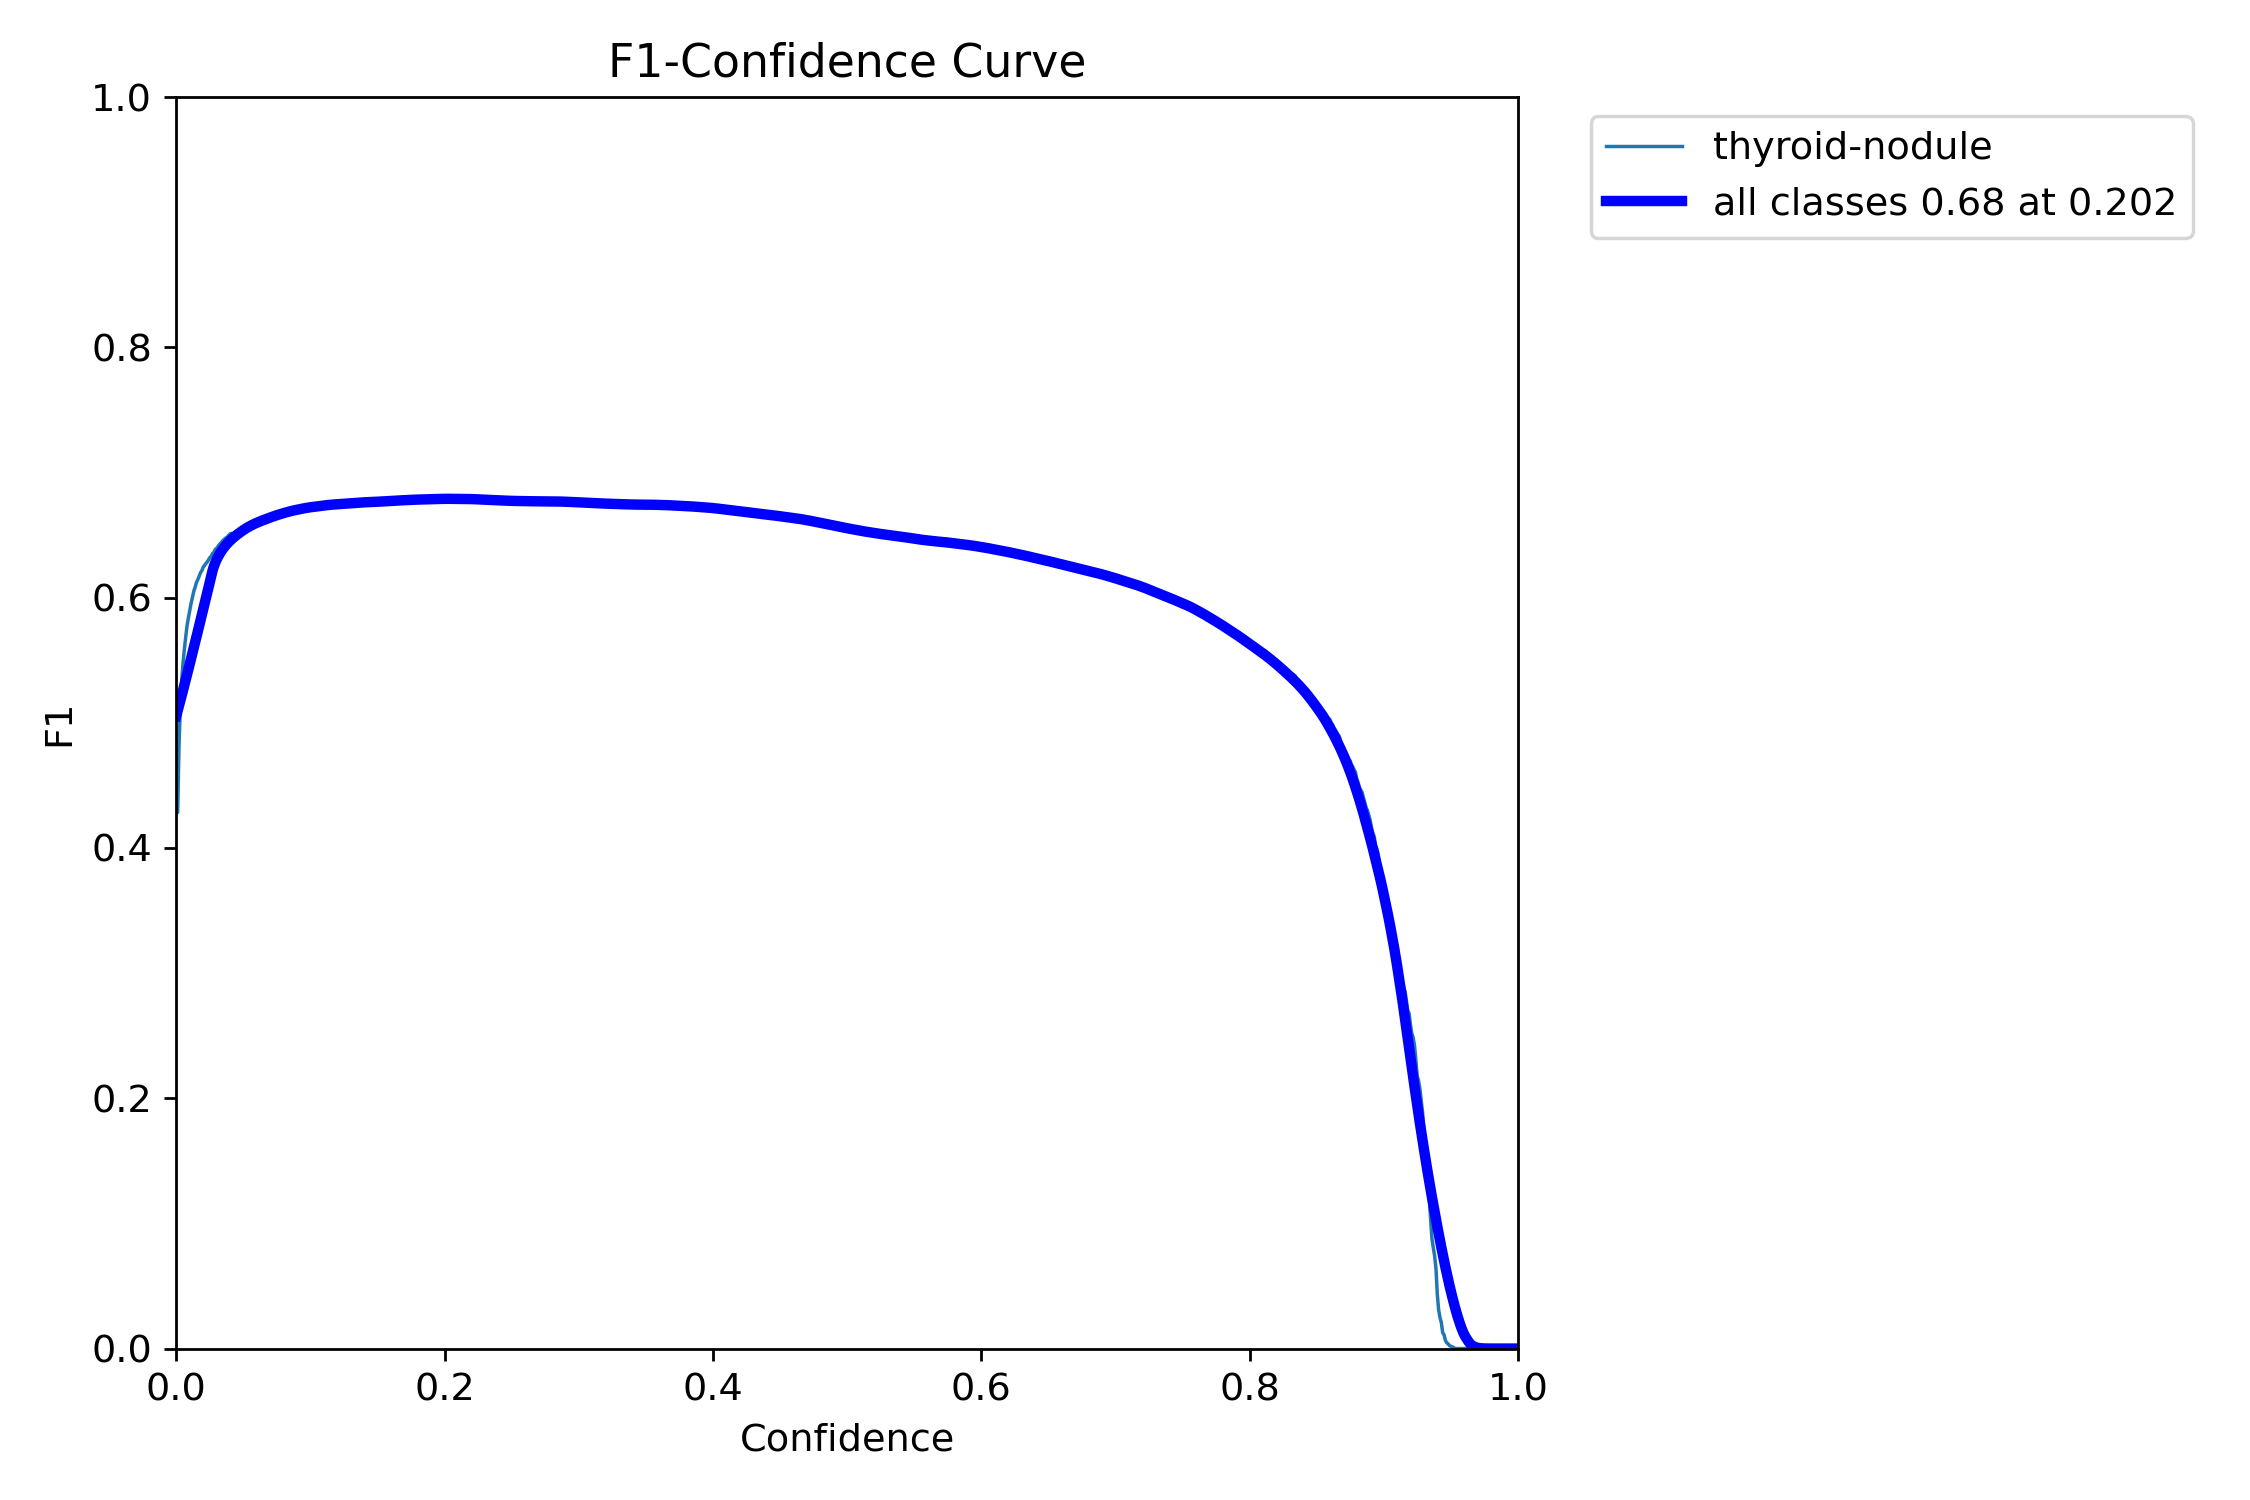 F1-Confidence Curve
1.0
0.8
0.6
0.4
0.2
0.0
F1
0.0 0.2 0.4 0.6 0.8 1.0
Confidence
thyroid-nodule
all classes 0.68 at 0.202